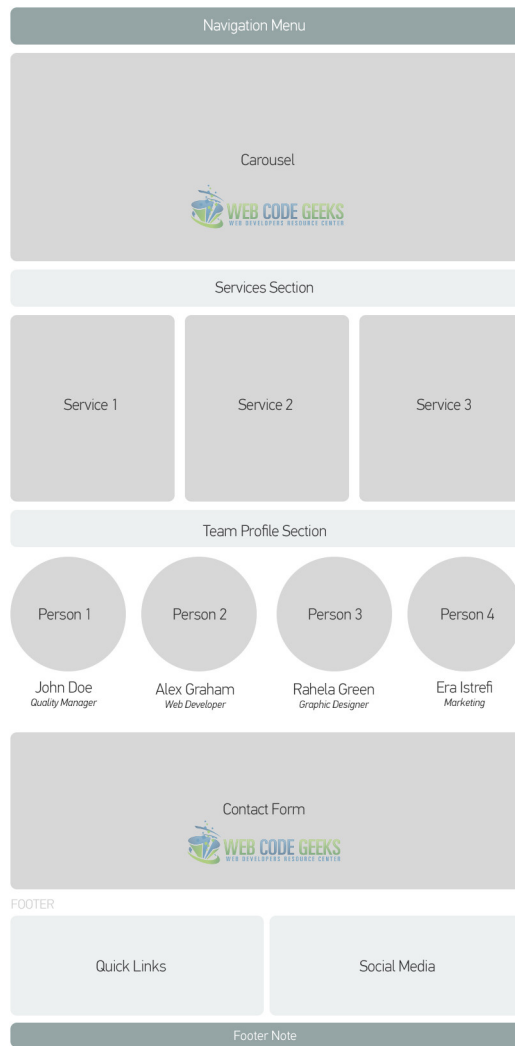 Navigation Menu
Carousel
WEB CODE GEEKS
WEB DEVELOPERS RESOURCE CENTER
Services Section
Service 1
Service 2
Service 3
Team Profile Section
Person 1
Person 2
Person 3
Person 4
John Doe
Quality Manager
Alex Graham
Web Developer
Rahela Green
Graphic Designer
Era Istrefi
Marketing
Contact Form
WEB CODE GEEKS
WEB DEVELOPERS RESOURCE CENTER
FOOTER
Quick Links
Social Media
Footer Note